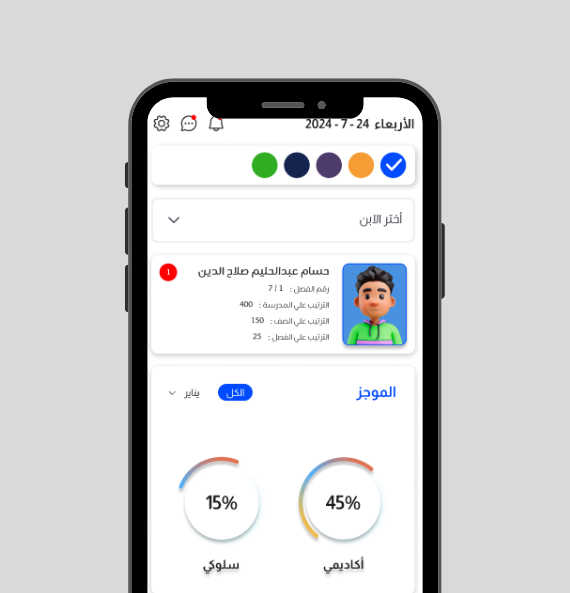 الأربعاء 24 - 7 - 2024
أختر الابن
حسام عبدالحليم صلاح الدين
1
رقم الفصل : 1 / 7
الترتيب علي المدرسة : 400
الترتيب علي الصف : 150
الترتيب علي الفصل : 25
الموجز الكل يناير
45% 15%
أكاديمي سلوكي